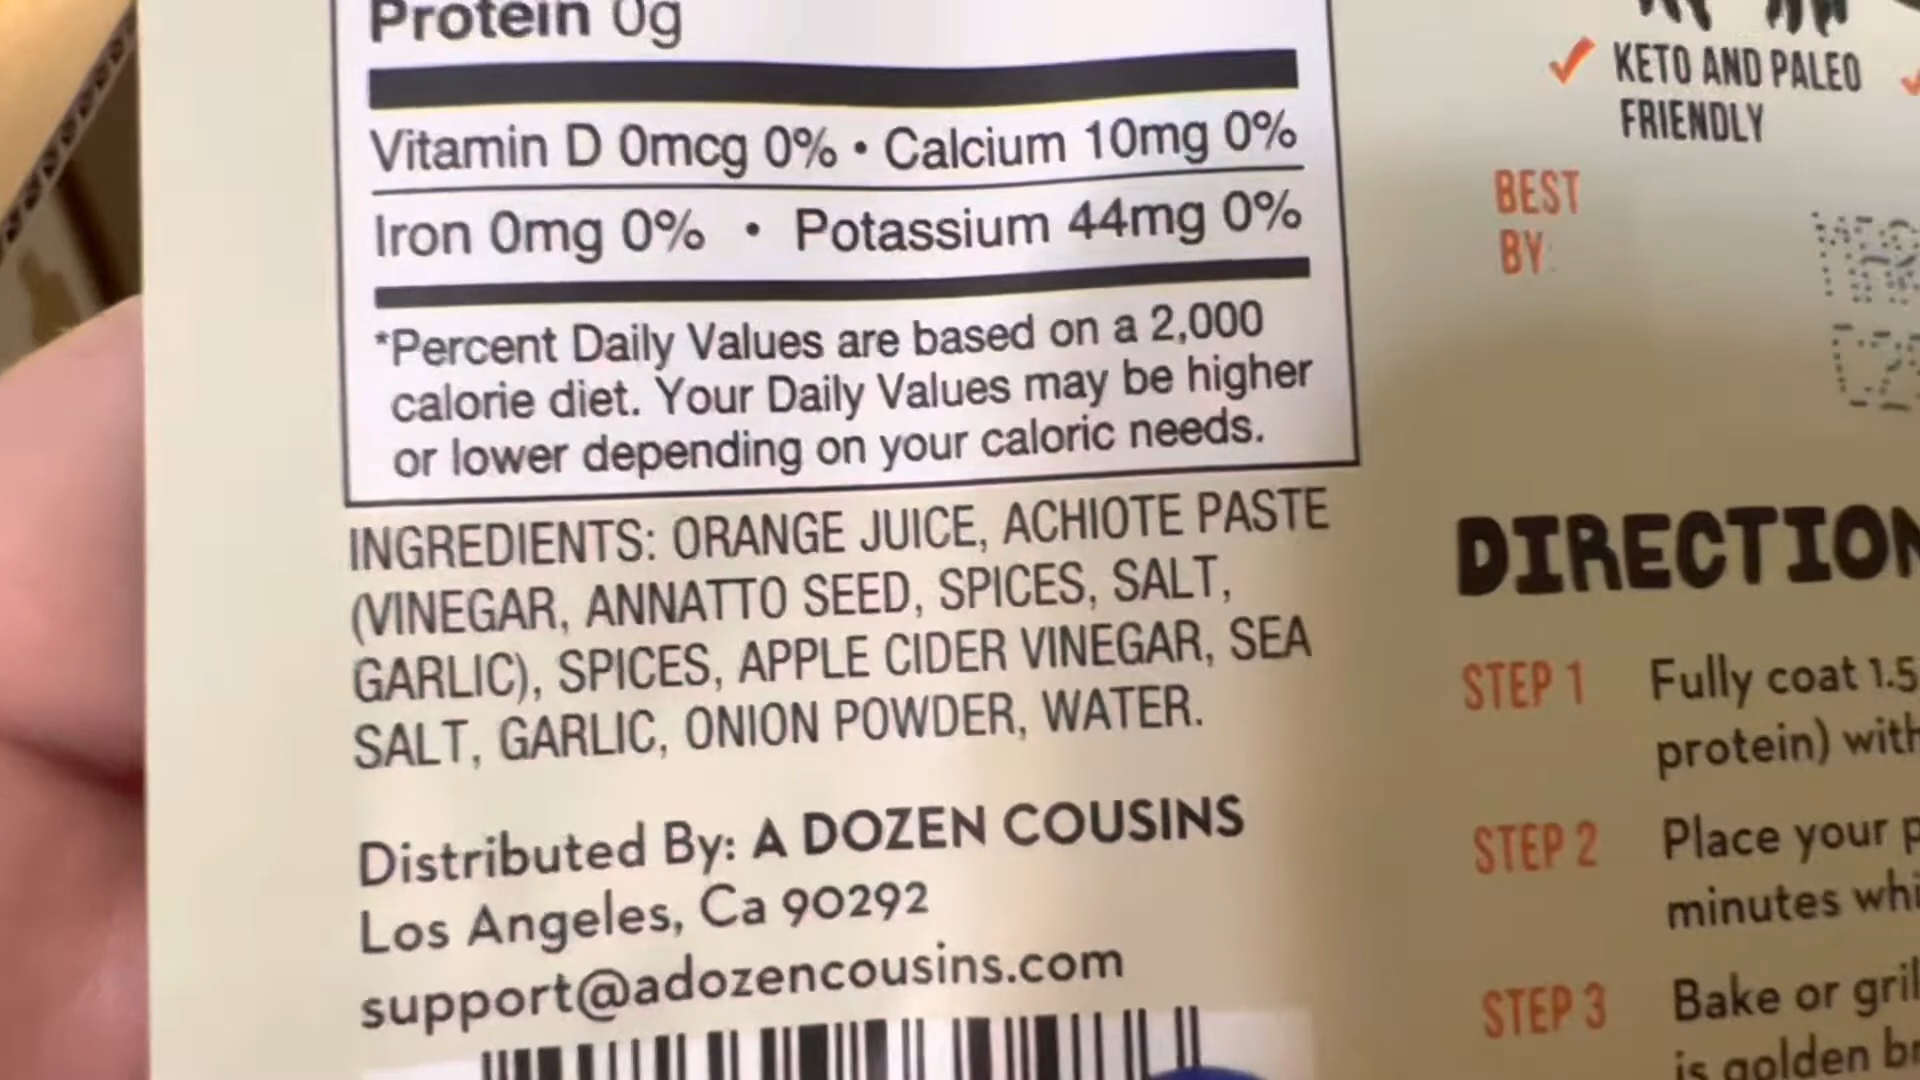 Protein 0g
Vitamin D 0mcg 0% • Calcium 10mg 0%
Iron 0mg 0% • Potassium 44mg 0%
*Percent Daily Values are based on a 2,000
calorie diet. Your Daily Values may be higher
or lower depending on your caloric needs.
INGREDIENTS: ORANGE JUICE, ACHIOTE PASTE
(VINEGAR, ANNATTO SEED, SPICES, SALT,
GARLIC), SPICES, APPLE CIDER VINEGAR, SEA
SALT, GARLIC, ONION POWDER, WATER.
Distributed By: A DOZEN COUSINS
Los Angeles, Ca 90292
support@adozencousins.com
✓ KETO AND PALEO
FRIENDLY
BEST
BY:
DIRECTION
STEP 1 Fully coat 1.5
protein) with
STEP 2 Place your p
minutes whi
STEP 3 Bake or gril
is golden br